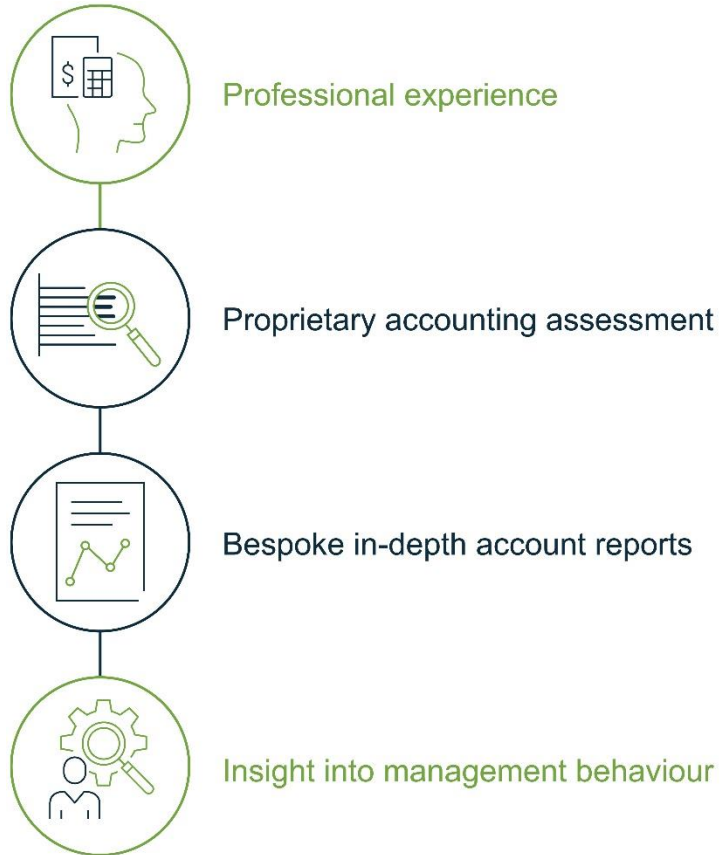 $
Professional experience
Proprietary accounting assessment
Bespoke in-depth account reports
Insight into management behaviour